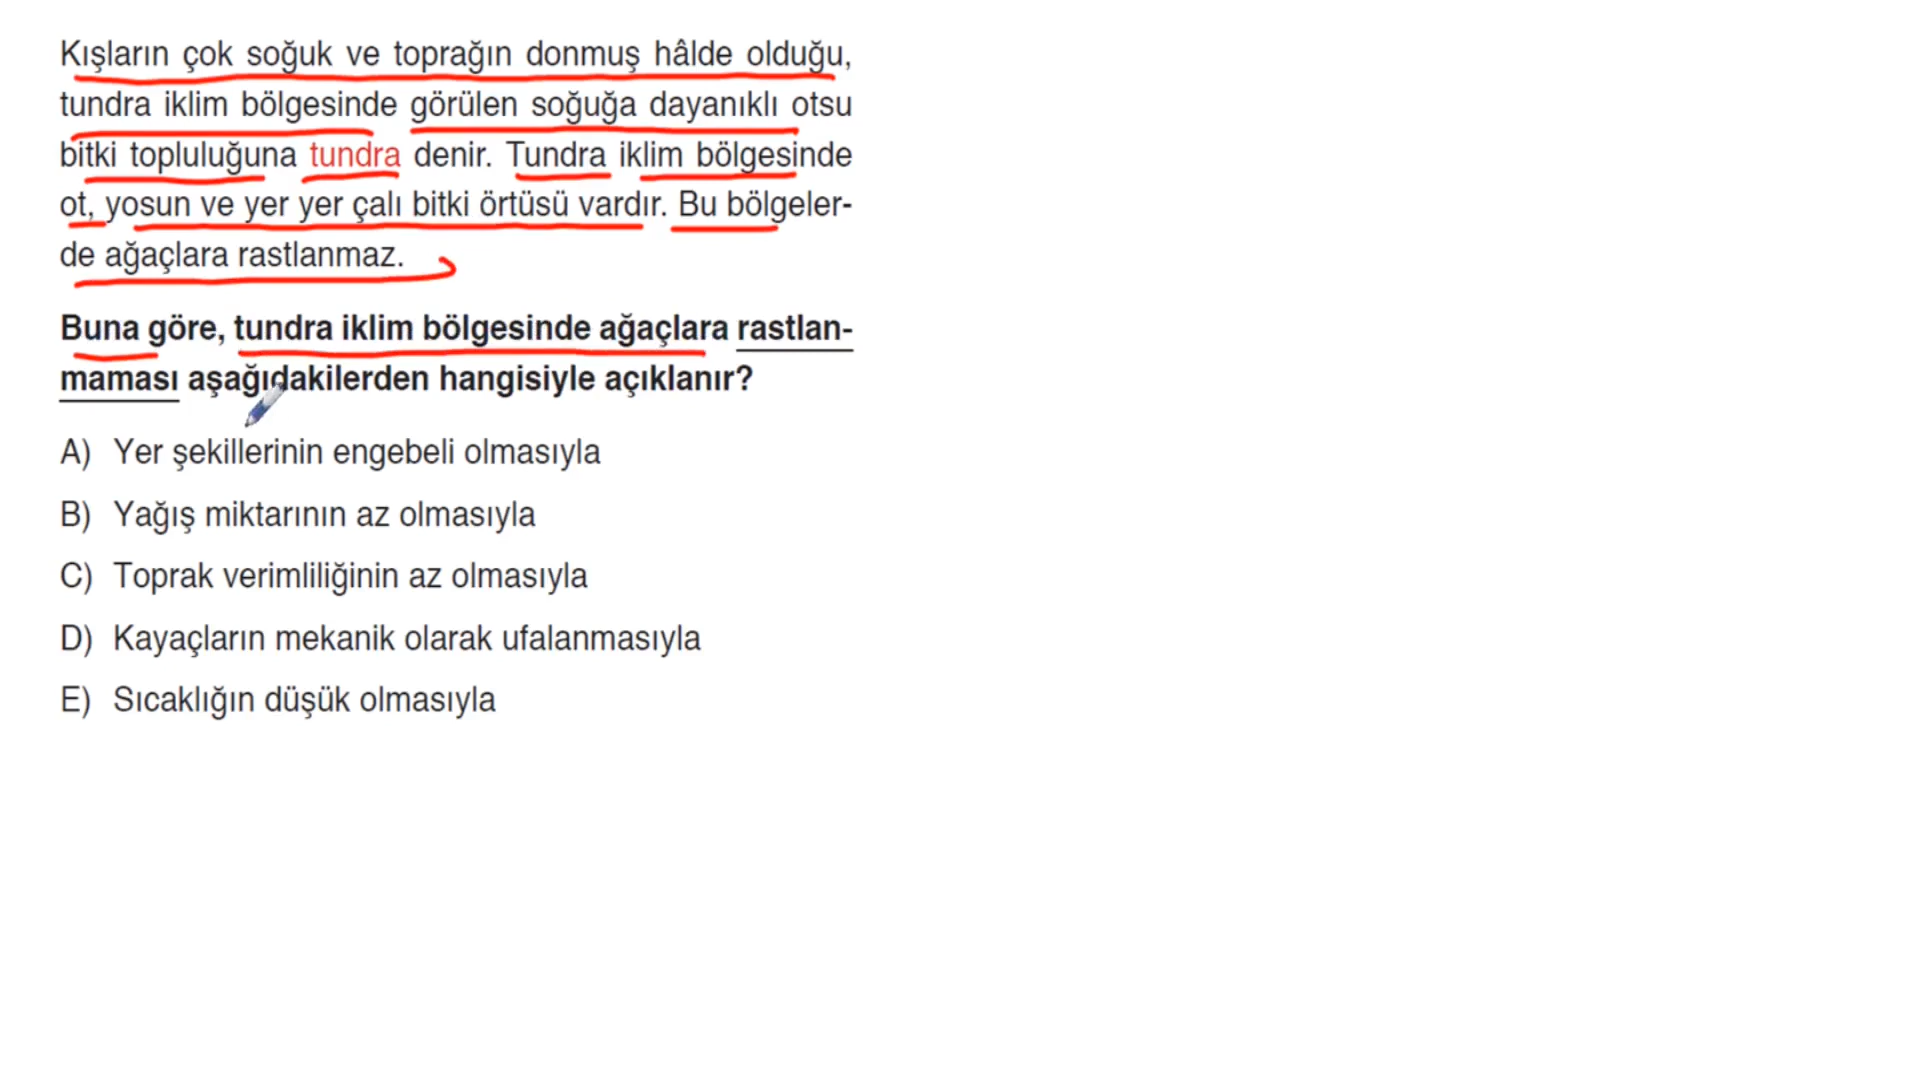 Kışların çok soğuk ve toprağın donmuş hâlde olduğu,
tundra iklim bölgesinde görülen soğuğa dayanıklı otsu
bitki topluluğuna tundra denir. Tundra iklim bölgesinde
ot, yosun ve yer yer çalı bitki örtüsü vardır. Bu bölgeler-
de ağaçlara rastlanmaz.
Buna göre, tundra iklim bölgesinde ağaçlara rastlan-
maması aşağıdakilerden hangisiyle açıklanır?
A) Yer şekillerinin engebeli olmasıyla
B) Yağış miktarının az olmasıyla
C) Toprak verimliliğinin az olmasıyla
D) Kayaçların mekanik olarak ufalanmasıyla
E) Sıcaklığın düşük olmasıyla